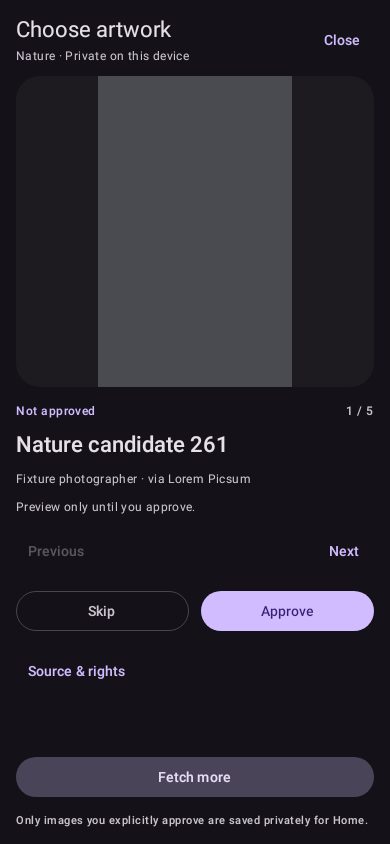 Choose artwork
Close
Nature · Private on this device
Not approved
1 / 5
Nature candidate 261
Fixture photographer · via Lorem Picsum
Preview only until you approve.
Previous
Next
Skip
Approve
Source & rights
Fetch more
Only images you explicitly approve are saved privately for Home.